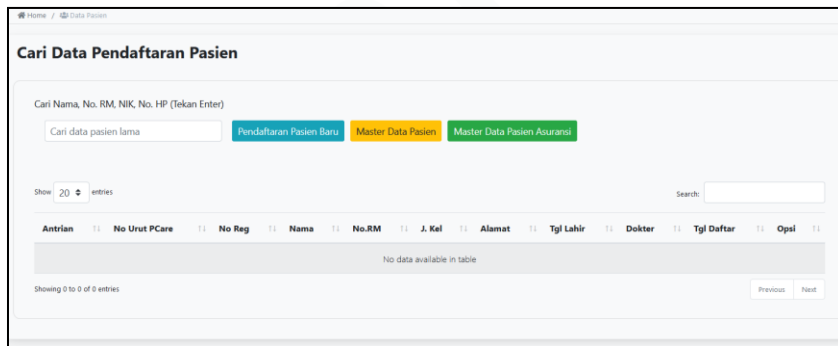 Home / Data Pasien
Cari Data Pendaftaran Pasien
Cari Nama, No. RM, NIK, No. HP (Tekan Enter)
Cari data pasien lama Pendaftaran Pasien Baru Master Data Pasien Master Data Pasien Asuransi
Show 20 entries Search:
Antrian No Urut PCare No Reg Nama No.RM J. Kel Alamat Tgl Lahir Dokter Tgl Daftar Opsi
No data available in table
Showing 0 to 0 of 0 entries Previous Next